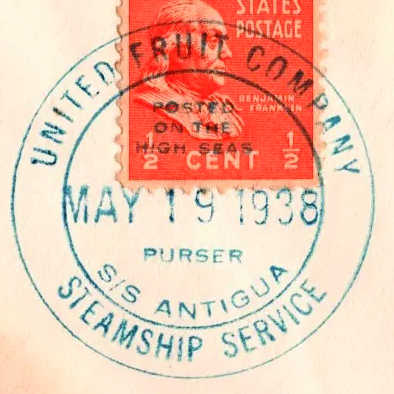 STATES
POSTAGE
BENJAMIN
FRANKLIN
½ CENT ½
UNITED FRUIT COMPANY
POSTED
ON THE
HIGH SEAS
MAY 19 1938
PURSER
S/S ANTIGUA
STEAMSHIP SERVICE